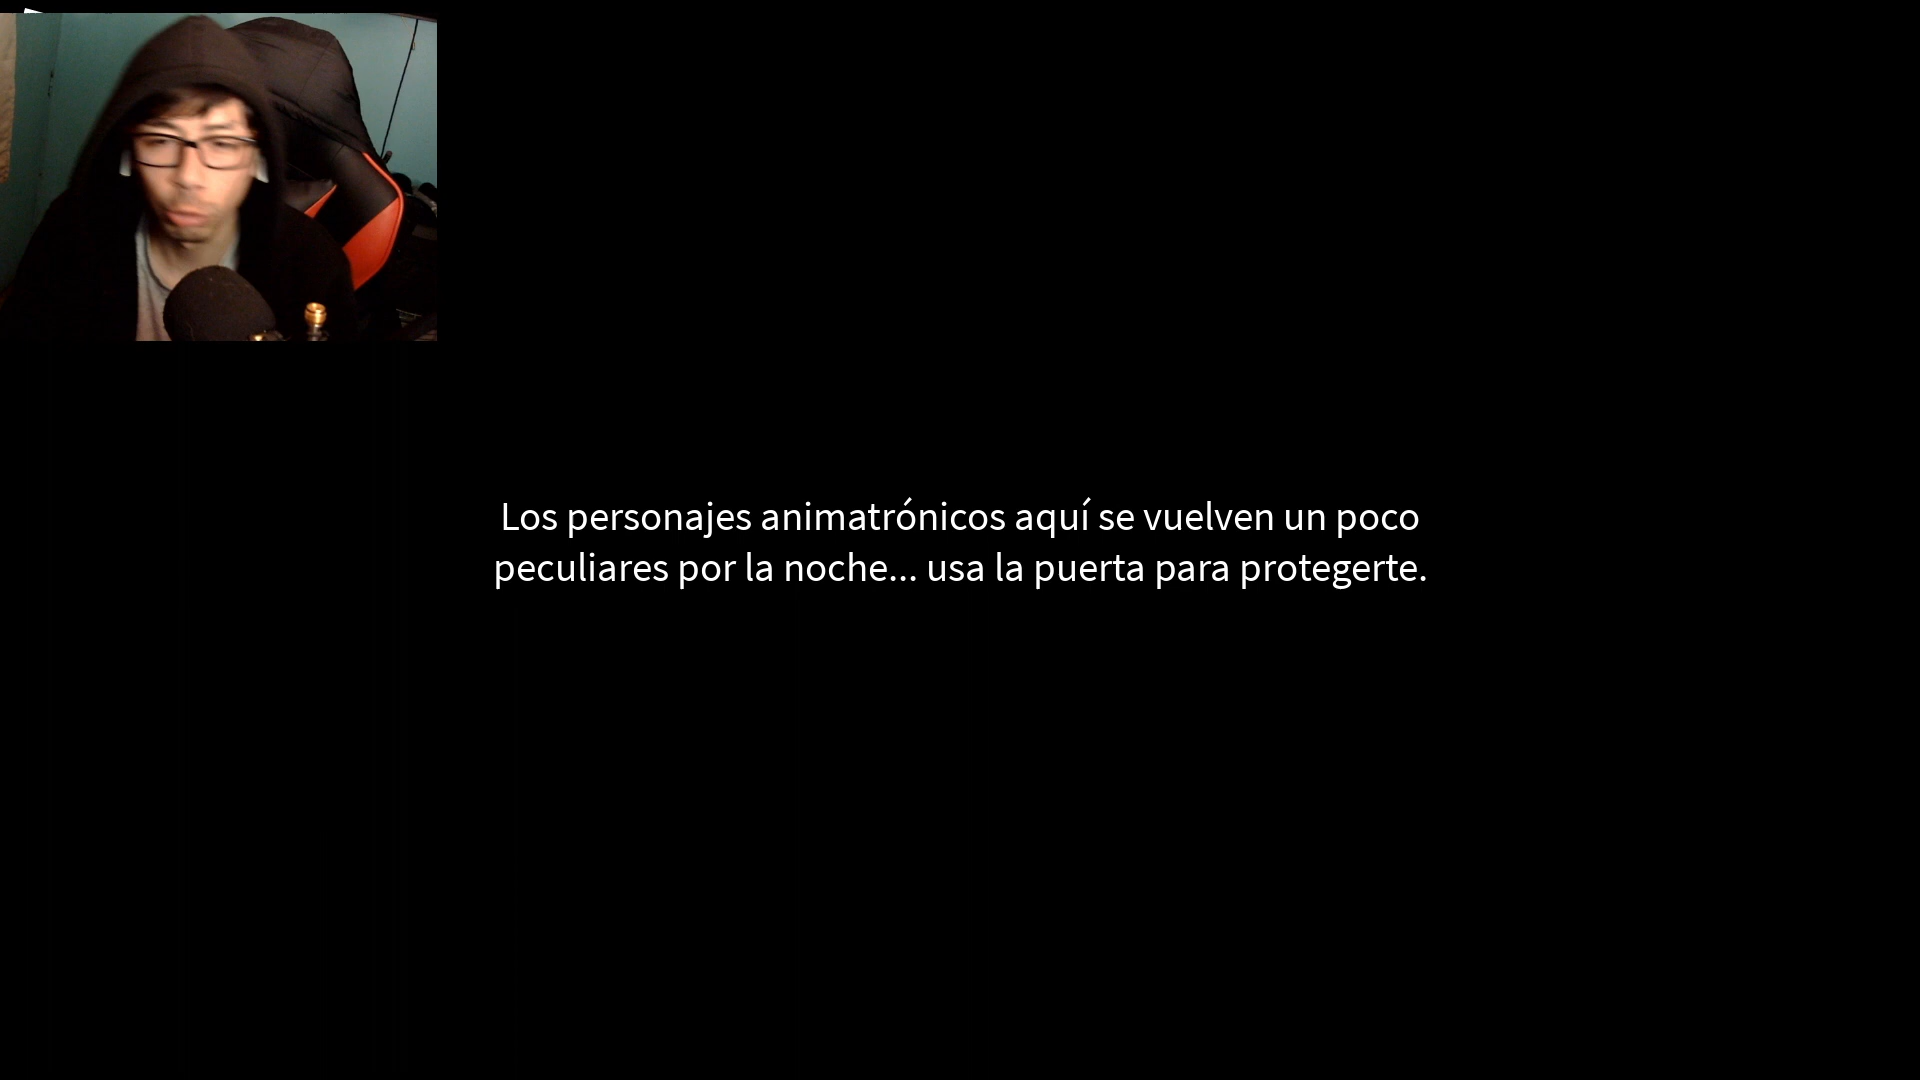 Los personajes animatrónicos aquí se vuelven un poco
peculiares por la noche... usa la puerta para protegerte.